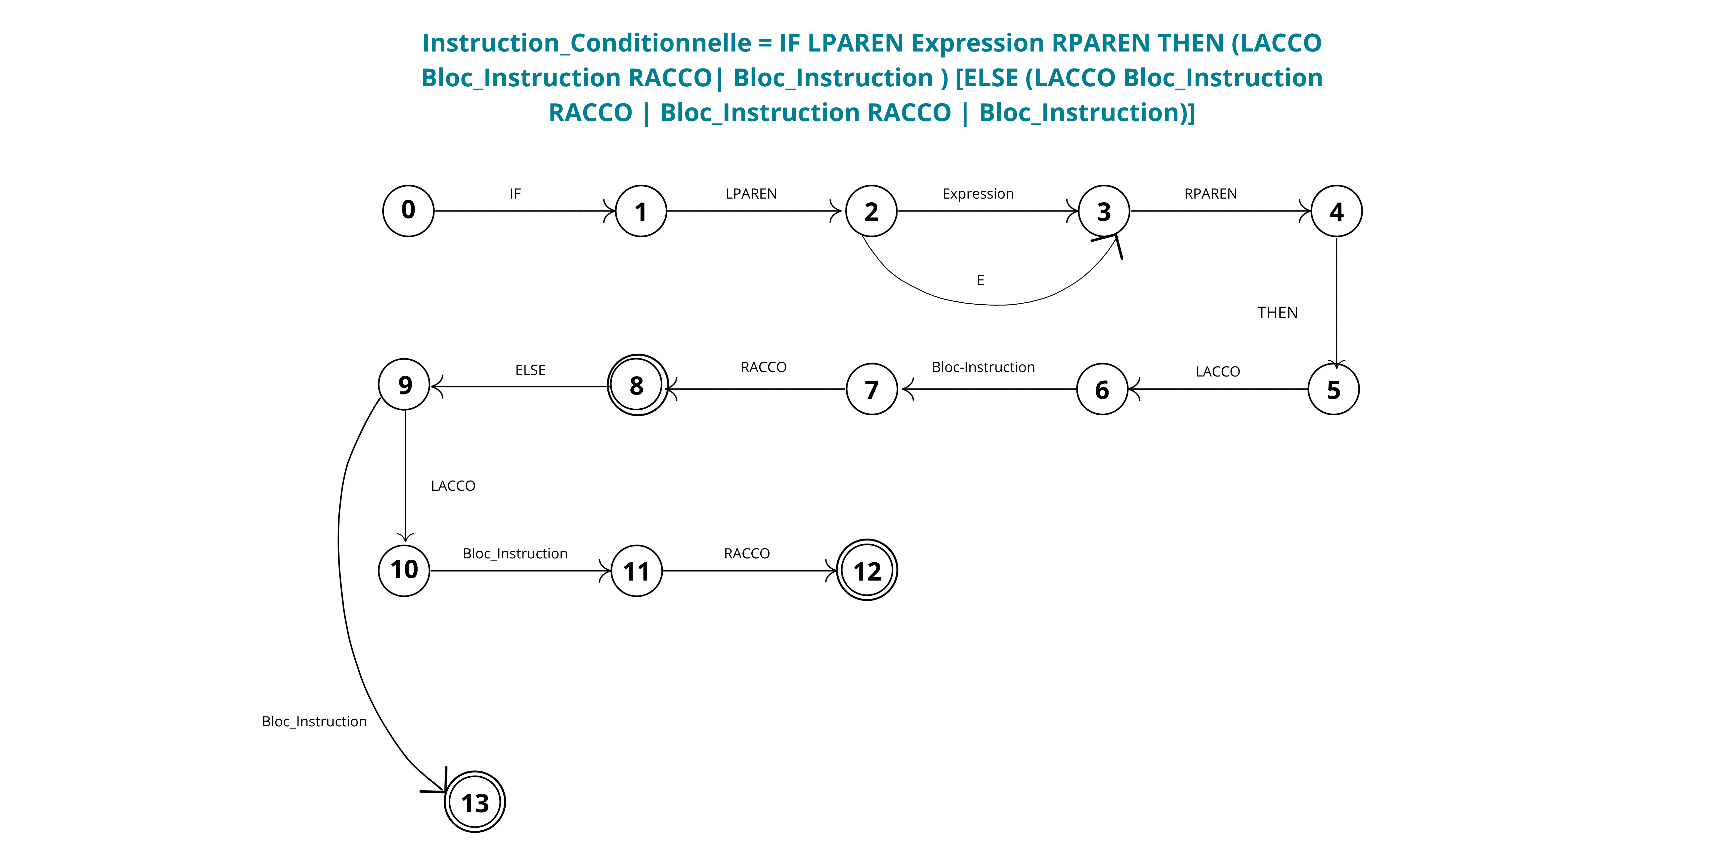 Instruction_Conditionnelle = IF LPAREN Expression RPAREN THEN (LACCO
Bloc_Instruction RACCO| Bloc_Instruction ) [ELSE (LACCO Bloc_Instruction
RACCO | Bloc_Instruction RACCO | Bloc_Instruction)]
0 IF 1 LPAREN 2 Expression 3 RPAREN 4
E
THEN
9 ELSE 8 RACCO 7 Bloc-Instruction 6 LACCO 5
LACCO
10 Bloc_Instruction 11 RACCO 12
Bloc_Instruction
13